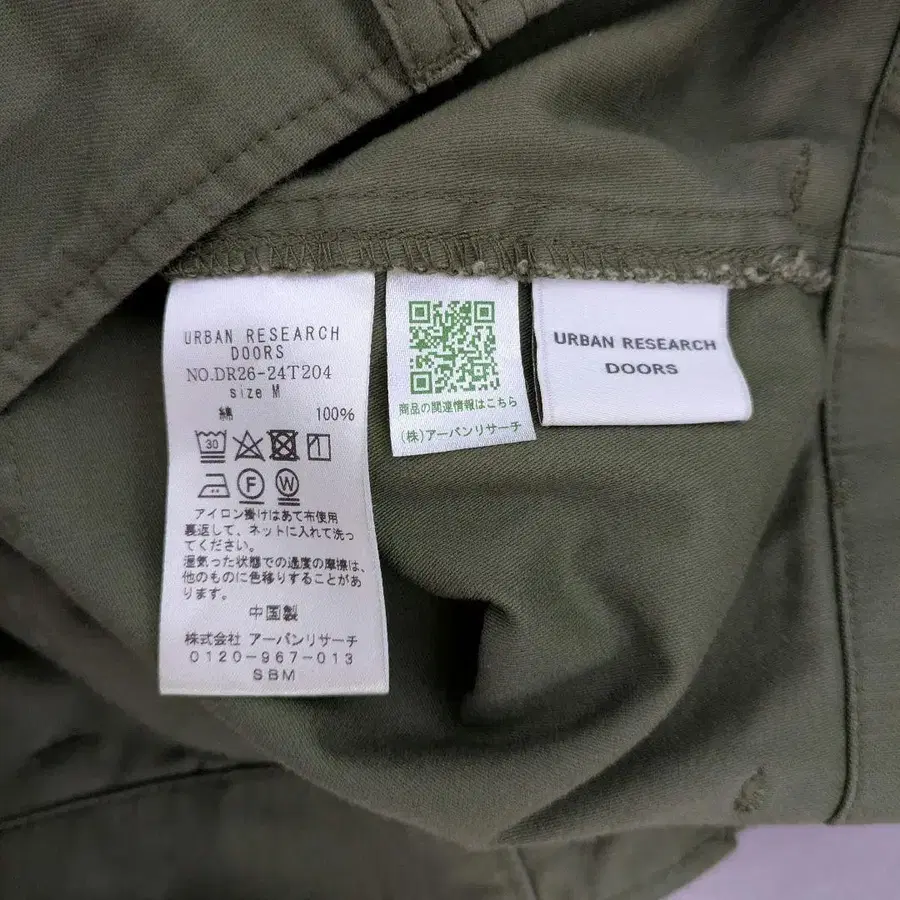 URBAN RESEARCH
DOORS
NO.DR26-24T204
size M
綿 100%
30
F W
アイロン掛けはあて布使用
裏返して、ネットに入れて洗っ
てください。
湿気った状態での過度の摩擦は、
他のものに色移りすることがあ
ります。
中国製
株式会社 アーバンリサーチ
0120-967-013
SBM
商品の関連情報はこちら
(株)アーバンリサーチ
URBAN RESEARCH
DOORS